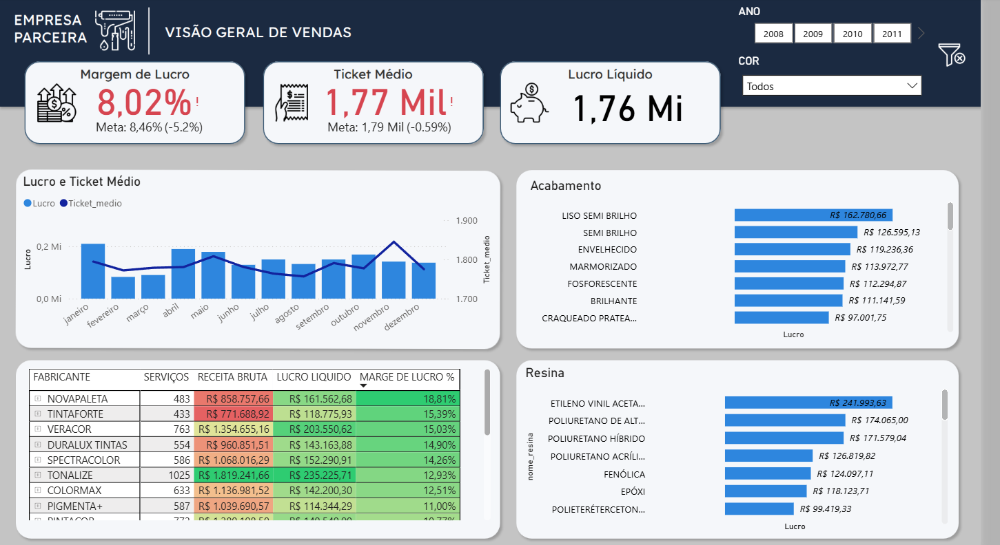 EMPRESA
PARCEIRA
VISÃO GERAL DE VENDAS
ANO
2008 2009 2010 2011
COR
Todos
Margem de Lucro
8,02% !
Meta: 8,46% (-5.2%)
Ticket Médio
1,77 Mil !
Meta: 1,79 Mil (-0.59%)
Lucro Líquido
1,76 Mi
Lucro e Ticket Médio
Lucro Ticket_medio
Lucro
0,2 Mi
0,0 Mi
1.900
1.800
1.700
Ticket_medio
janeiro fevereiro março abril maio junho julho agosto setembro outubro novembro dezembro
Acabamento
LISO SEMI BRILHO R$ 162.780,66
SEMI BRILHO R$ 126.595,13
ENVELHECIDO R$ 119.236,36
MARMORIZADO R$ 113.972,77
FOSFORESCENTE R$ 112.294,87
BRILHANTE R$ 111.141,59
CRAQUEADO PRATEA... R$ 97.001,75
Lucro
FABRICANTE SERVIÇOS RECEITA BRUTA LUCRO LIQUIDO MARGE DE LUCRO %
NOVAPALETA 483 R$ 858.757,66 R$ 161.562,68 18,81%
TINTAFORTE 433 R$ 771.688,92 R$ 118.775,93 15,39%
VERACOR 763 R$ 1.354.655,16 R$ 203.550,62 15,03%
DURALUX TINTAS 554 R$ 960.851,51 R$ 143.163,88 14,90%
SPECTRACOLOR 586 R$ 1.068.016,29 R$ 152.290,91 14,26%
TONALIZE 1025 R$ 1.819.241,66 R$ 235.225,71 12,93%
COLORMAX 633 R$ 1.136.981,52 R$ 142.200,30 12,51%
PIGMENTA+ 587 R$ 1.039.690,57 R$ 114.344,29 11,00%
Resina
nome_resina
ETILENO VINIL ACETA... R$ 241.993,63
POLIURETANO DE ALT... R$ 174.065,00
POLIURETANO HÍBRIDO R$ 171.579,04
POLIURETANO ACRÍLI... R$ 126.819,82
FENÓLICA R$ 124.097,11
EPÓXI R$ 118.123,71
POLIETERÉTERCETON... R$ 99.419,33
Lucro